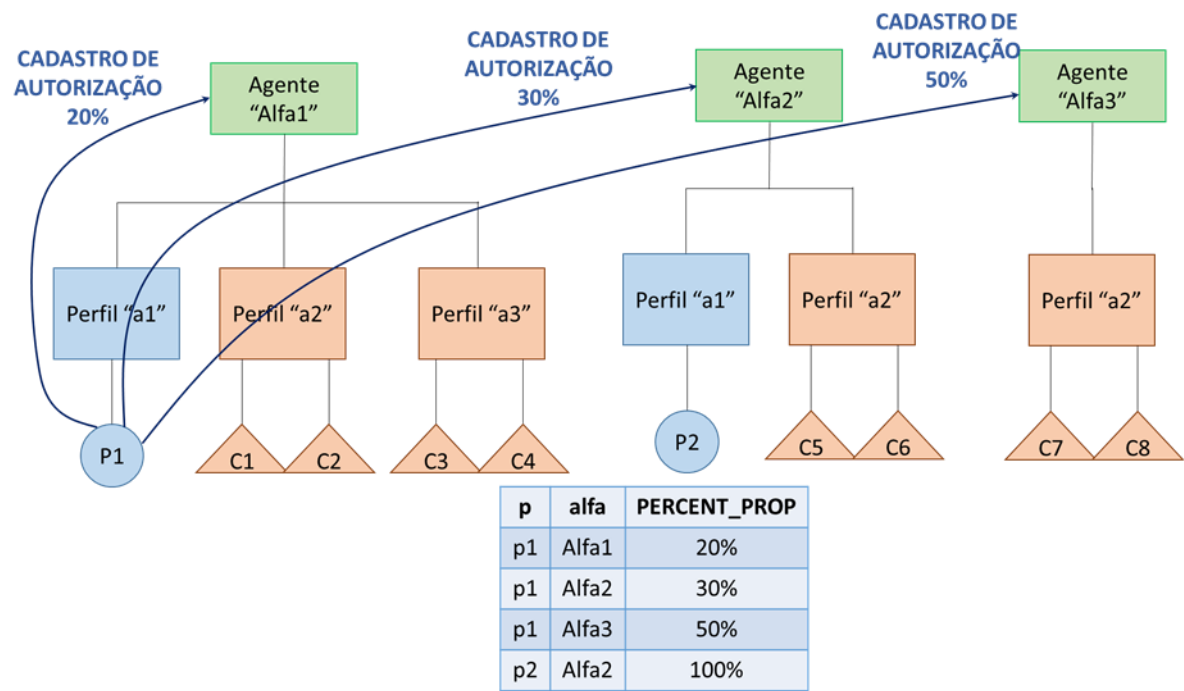 CADASTRO DE
AUTORIZAÇÃO
20%
Agente
“Alfa1”
CADASTRO DE
AUTORIZAÇÃO
30%
Agente
“Alfa2”
CADASTRO DE
AUTORIZAÇÃO
50%
Agente
“Alfa3”
Perfil “a1”
Perfil “a2”
Perfil “a3”
Perfil “a1”
Perfil “a2”
Perfil “a2”
P1
C1
C2
C3
C4
P2
C5
C6
C7
C8
p alfa PERCENT_PROP
p1 Alfa1 20%
p1 Alfa2 30%
p1 Alfa3 50%
p2 Alfa2 100%